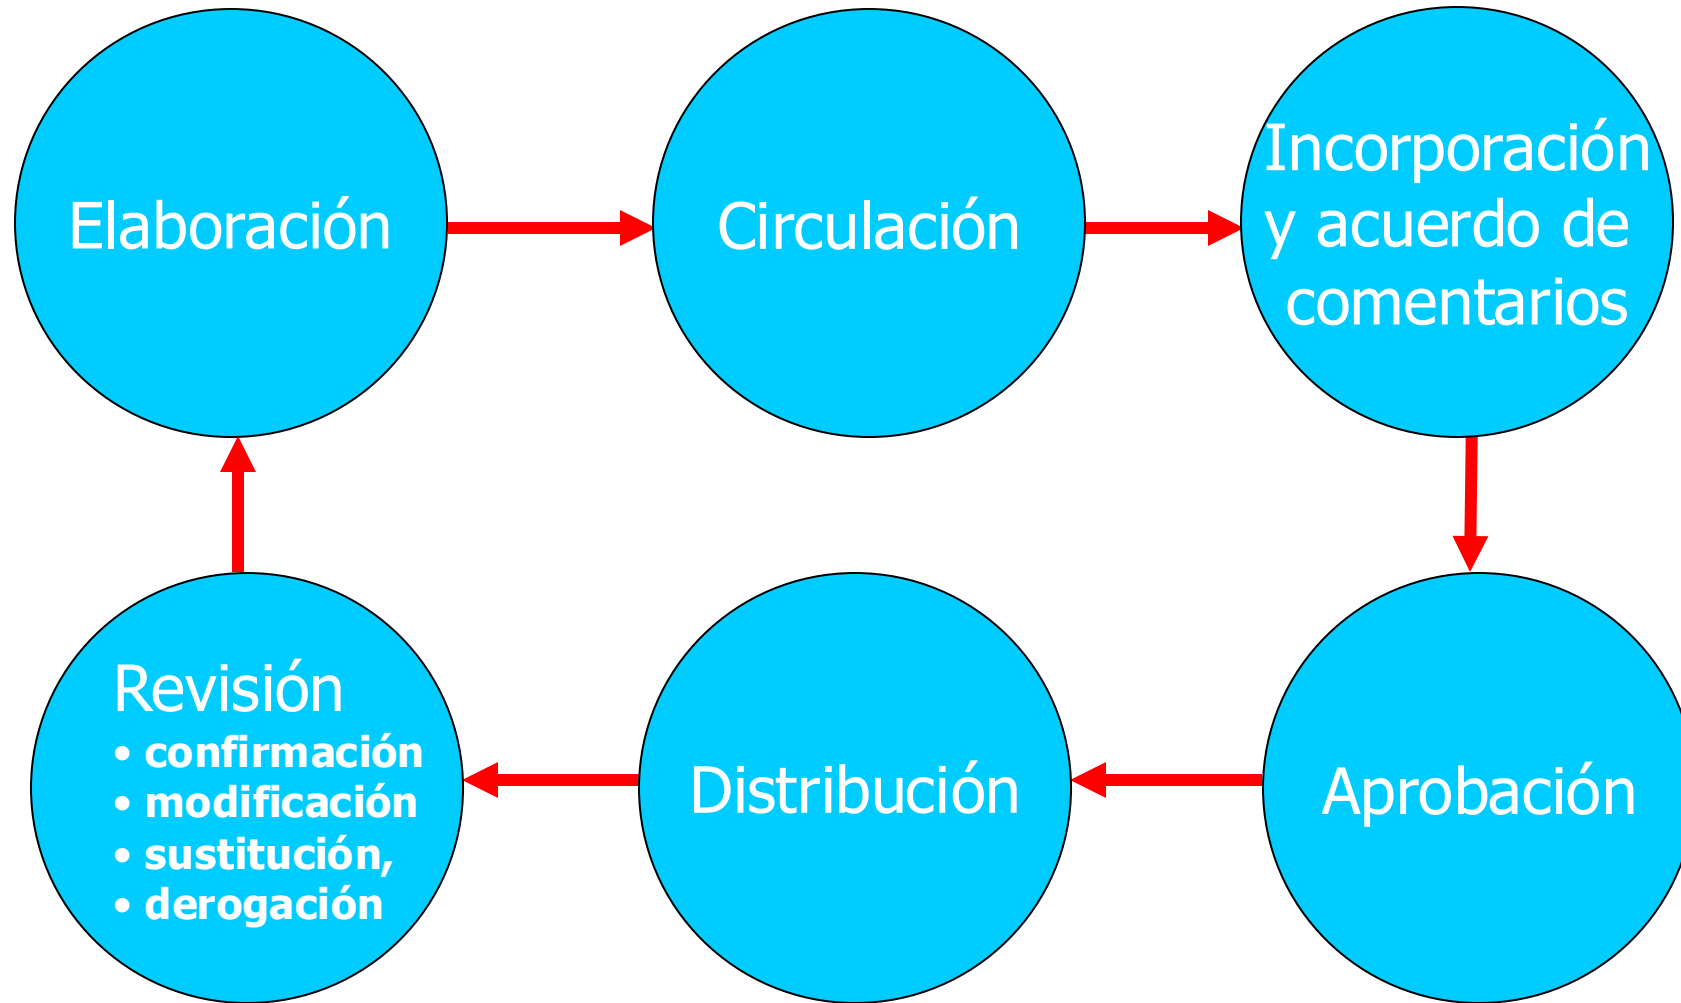 Elaboración
Circulación
Incorporación
y acuerdo de
comentarios
Revisión
• confirmación
• modificación
• sustitución,
• derogación
Distribución
Aprobación